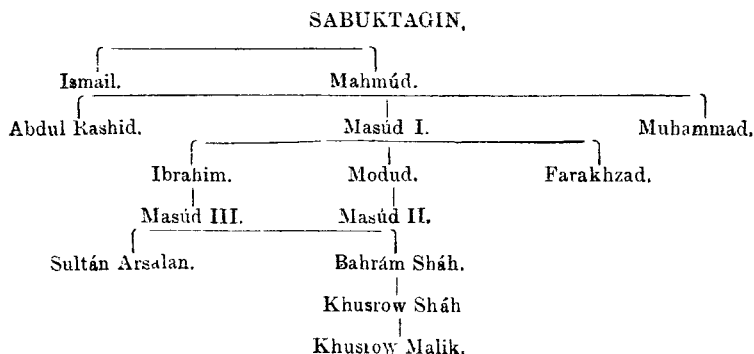 SABUKTAGIN,
Ismail. Mahmúd.
Abdul Rashid. Masúd I. Muhammad,
Ibrahim. Modud. Farakhzad,
Masúd III. Masúd II.
Sultán Arsalan. Bahrám Sháh.
Khusrow Sháh
Khusrow Malik.